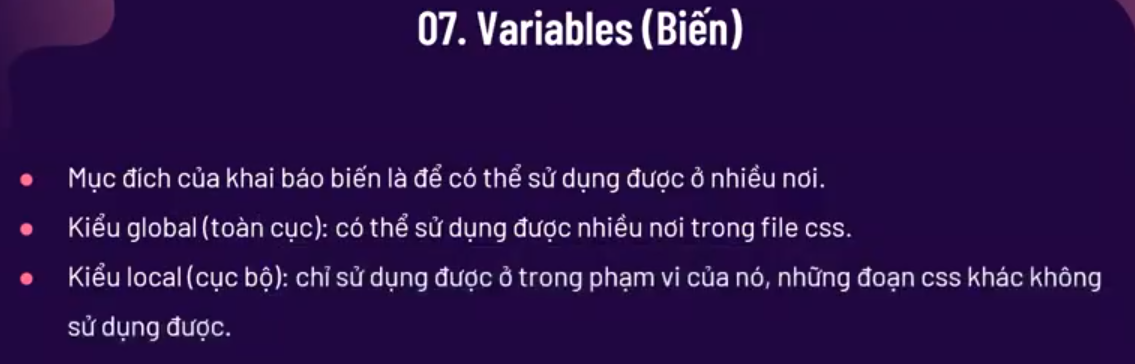 07. Variables (Biến)
Mục đích của khai báo biến là để có thể sử dụng được ở nhiều nơi.
Kiểu global (toàn cục): có thể sử dụng được nhiều nơi trong file css.
Kiểu local (cục bộ): chỉ sử dụng được ở trong phạm vi của nó, những đoạn css khác không
sử dụng được.